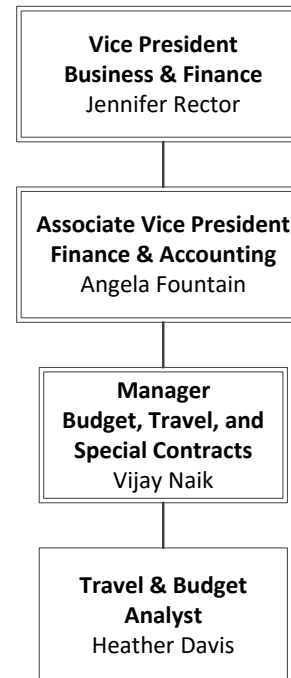 Vice President
Business & Finance
Jennifer Rector
Associate Vice President
Finance & Accounting
Angela Fountain
Manager
Budget, Travel, and
Special Contracts
Vijay Naik
Travel & Budget
Analyst
Heather Davis